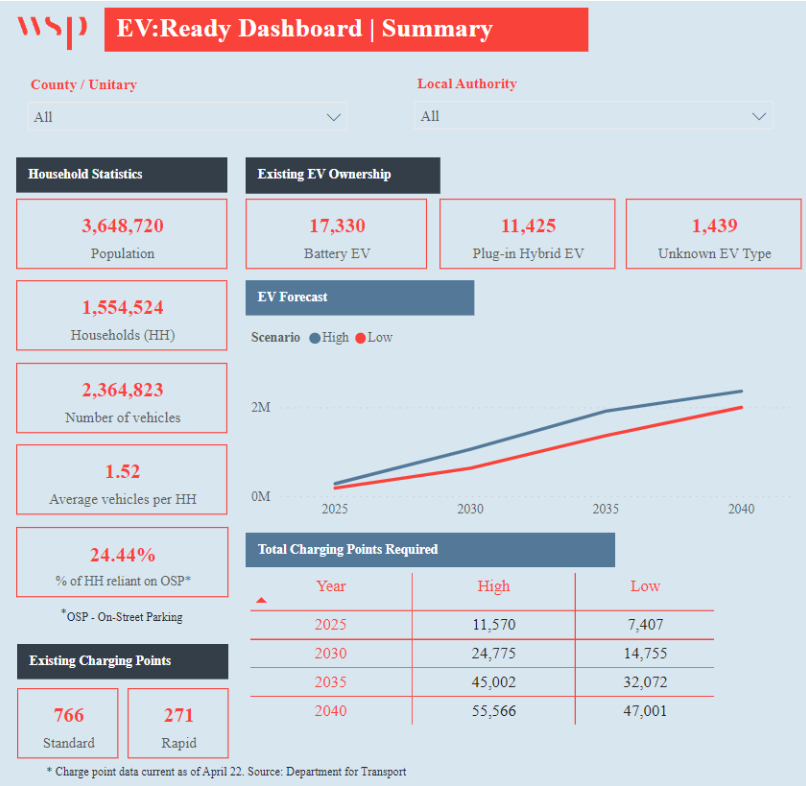 wsp
EV:Ready Dashboard | Summary
County / Unitary
Local Authority
All
All
Household Statistics
3,648,720
Population
1,554,524
Households (HH)
2,364,823
Number of vehicles
1.52
Average vehicles per HH
24.44%
% of HH reliant on OSP*
*OSP - On-Street Parking
Existing Charging Points
766
Standard
271
Rapid
Existing EV Ownership
17,330
Battery EV
11,425
Plug-in Hybrid EV
1,439
Unknown EV Type
EV Forecast
Scenario High Low
2M
0M
2025 2030 2035 2040
Total Charging Points Required
Year High Low
2025 11,570 7,407
2030 24,775 14,755
2035 45,002 32,072
2040 55,566 47,001
* Charge point data current as of April 22. Source: Department for Transport